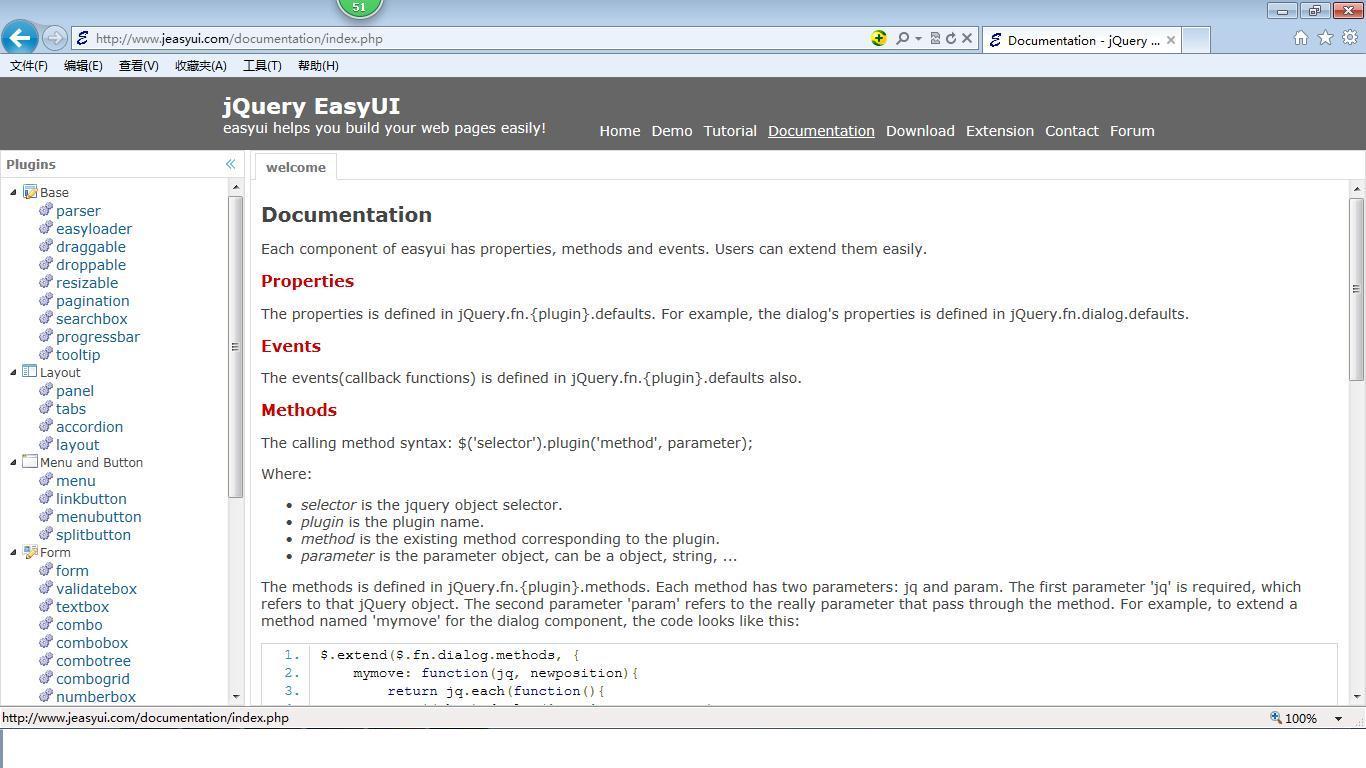 51
http://www.jeasyui.com/documentation/index.php
Documentation - jQuery ...
文件(F) 编辑(E) 查看(V) 收藏夹(A) 工具(T) 帮助(H)
jQuery EasyUI
easyui helps you build your web pages easily!
Home Demo Tutorial Documentation Download Extension Contact Forum
Plugins
Base
parser
easyloader
draggable
droppable
resizable
pagination
searchbox
progressbar
tooltip
Layout
panel
tabs
accordion
layout
Menu and Button
menu
linkbutton
menubutton
splitbutton
Form
form
validatebox
textbox
combo
combobox
combotree
combogrid
numberbox
welcome
Documentation
Each component of easyui has properties, methods and events. Users can extend them easily.
Properties
The properties is defined in jQuery.fn.{plugin}.defaults. For example, the dialog's properties is defined in jQuery.fn.dialog.defaults.
Events
The events(callback functions) is defined in jQuery.fn.{plugin}.defaults also.
Methods
The calling method syntax: $('selector').plugin('method', parameter);
Where:
• selector is the jquery object selector.
• plugin is the plugin name.
• method is the existing method corresponding to the plugin.
• parameter is the parameter object, can be a object, string, ...
The methods is defined in jQuery.fn.{plugin}.methods. Each method has two parameters: jq and param. The first parameter 'jq' is required, which
refers to that jQuery object. The second parameter 'param' refers to the really parameter that pass through the method. For example, to extend a
method named 'mymove' for the dialog component, the code looks like this:
1. $.extend($.fn.dialog.methods, {
2. mymove: function(jq, newposition){
3. return jq.each(function(){
http://www.jeasyui.com/documentation/index.php
100%